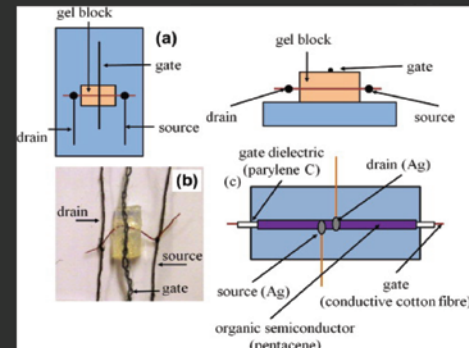 gel block
(a)
gate
drain
source
gel block
gate
drain
source
(b)
drain
source
gate
(c)
gate
dielectric
(parylene C)
drain (Ag)
source (Ag)
gate
(conductive cotton fibre)
organic semiconductor
(pentacene)